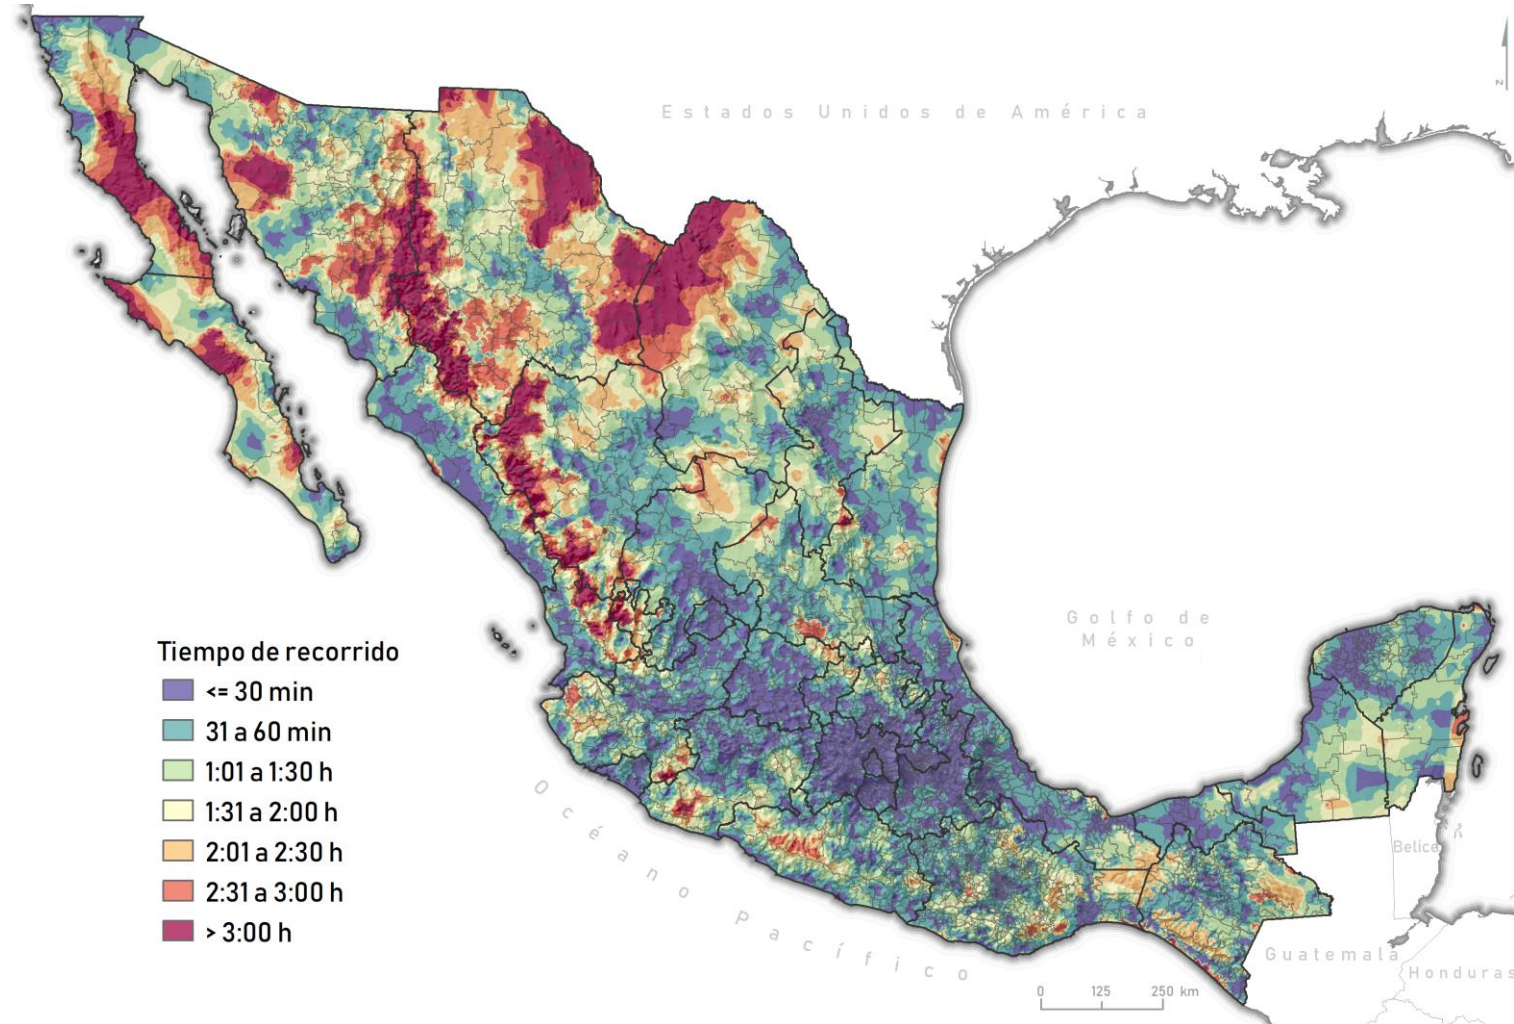 Estados Unidos de América
N
Golfo de
México
Tiempo de recorrido
<= 30 min
31 a 60 min
1:01 a 1:30 h
1:31 a 2:00 h
2:01 a 2:30 h
2:31 a 3:00 h
> 3:00 h
Océano Pacífico
Belice
Guatemala
Honduras
0 125 250 km